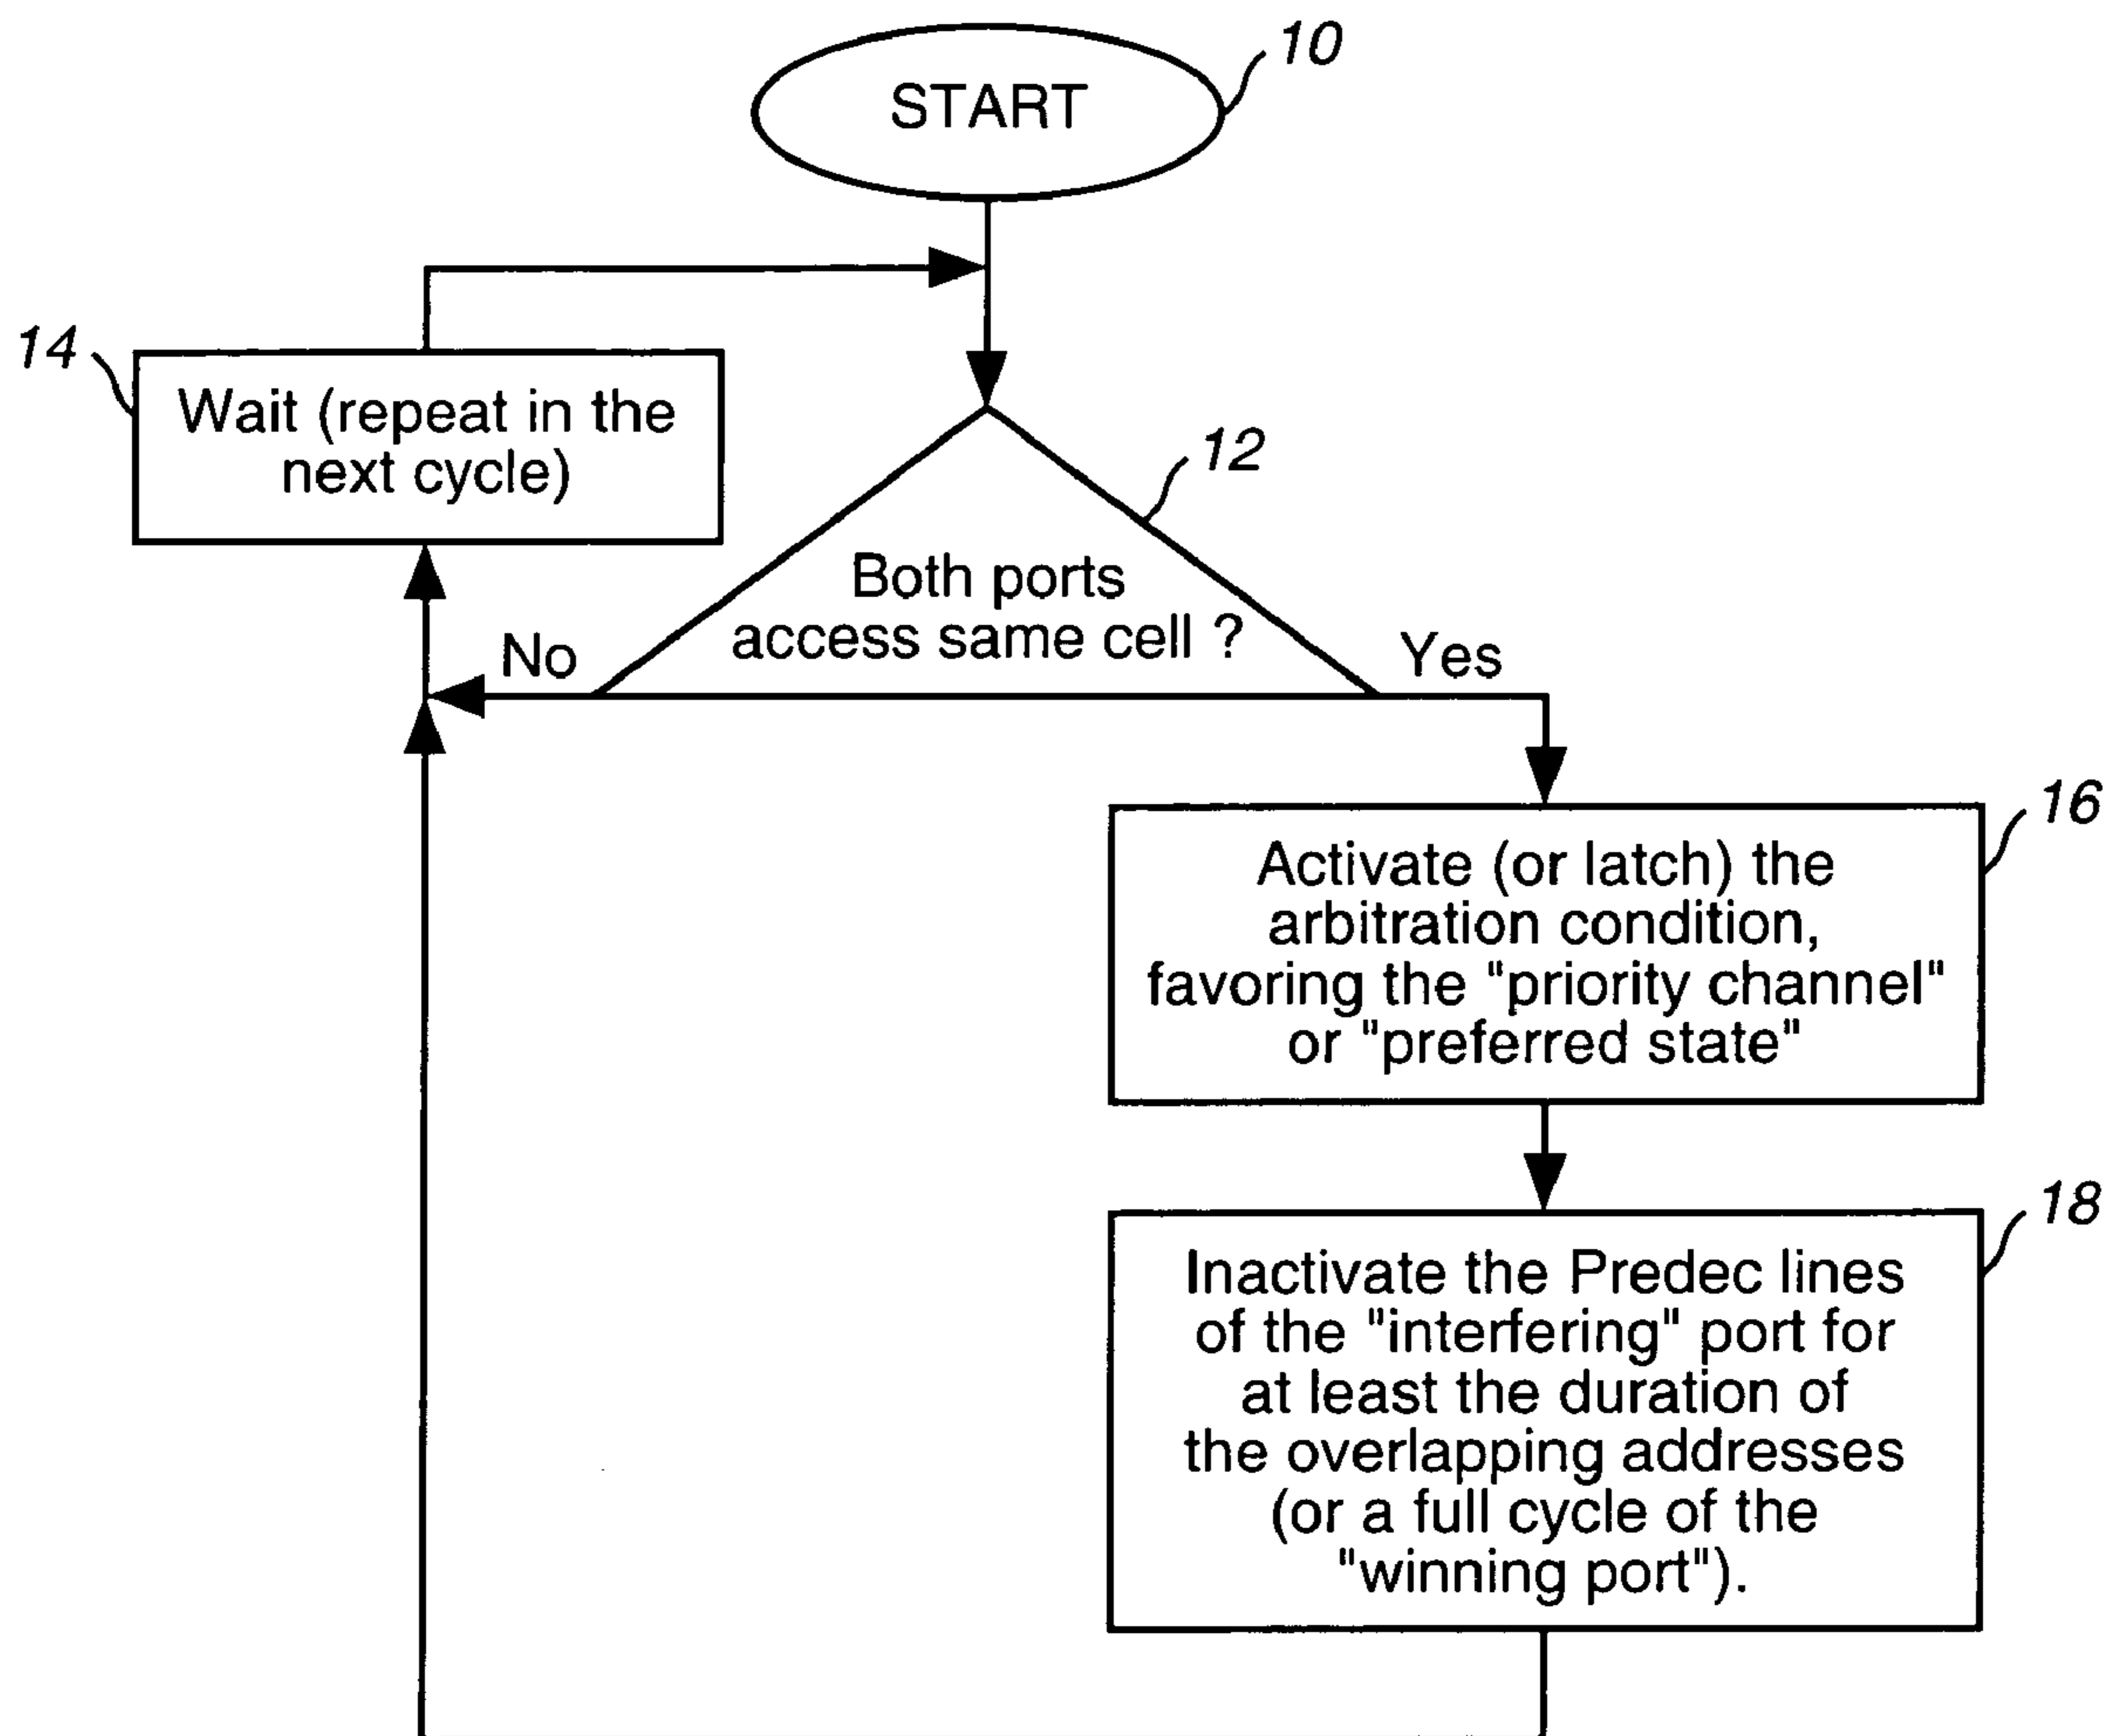 START
10
14
Wait (repeat in the
next cycle)
12
Both ports
access same cell ?
No
Yes
16
Activate (or latch) the
arbitration condition,
favoring the "priority channel"
or "preferred state"
18
Inactivate the Predec lines
of the "interfering" port for
at least the duration of
the overlapping addresses
(or a full cycle of the
"winning port").